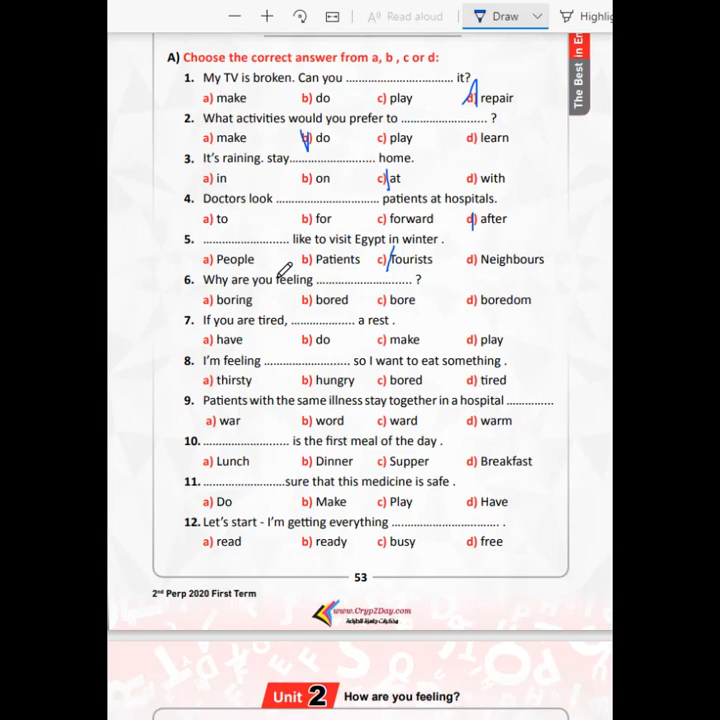 Read aloud
Draw
Highlig
The Best in En
A) Choose the correct answer from a, b , c or d:
1. My TV is broken. Can you .............................. it?
a) make b) do c) play d) repair
2. What activities would you prefer to ........................ ?
a) make b) do c) play d) learn
3. It's raining. stay........................ home.
a) in b) on c) at d) with
4. Doctors look ............................. patients at hospitals.
a) to b) for c) forward d) after
5. ........................ like to visit Egypt in winter .
a) People b) Patients c) Tourists d) Neighbours
6. Why are you feeling ........................... ?
a) boring b) bored c) bore d) boredom
7. If you are tired, .................. a rest .
a) have b) do c) make d) play
8. I'm feeling ........................ so I want to eat something .
a) thirsty b) hungry c) bored d) tired
9. Patients with the same illness stay together in a hospital .............
a) war b) word c) ward d) warm
10. ........................ is the first meal of the day .
a) Lunch b) Dinner c) Supper d) Breakfast
11. .......................sure that this medicine is safe .
a) Do b) Make c) Play d) Have
12. Let's start - I'm getting everything .............................. .
a) read b) ready c) busy d) free
53
2nd Perp 2020 First Term
www.Cryp2Day.com
مذكرات جاهزة للطباعة
Unit 2 How are you feeling?